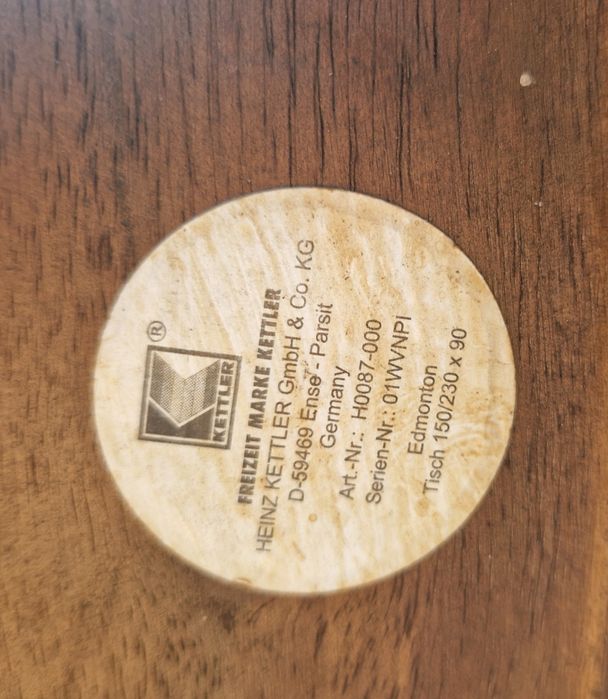 ®
KETTLER
FREIZEIT MARKE KETTLER
HEINZ KETTLER GmbH & Co. KG
D-59469 Ense - Parsit
Germany
Art.-Nr.: H0087-000
Serien-Nr.: 01WVNPI
Edmonton
Tisch 150/230 x 90